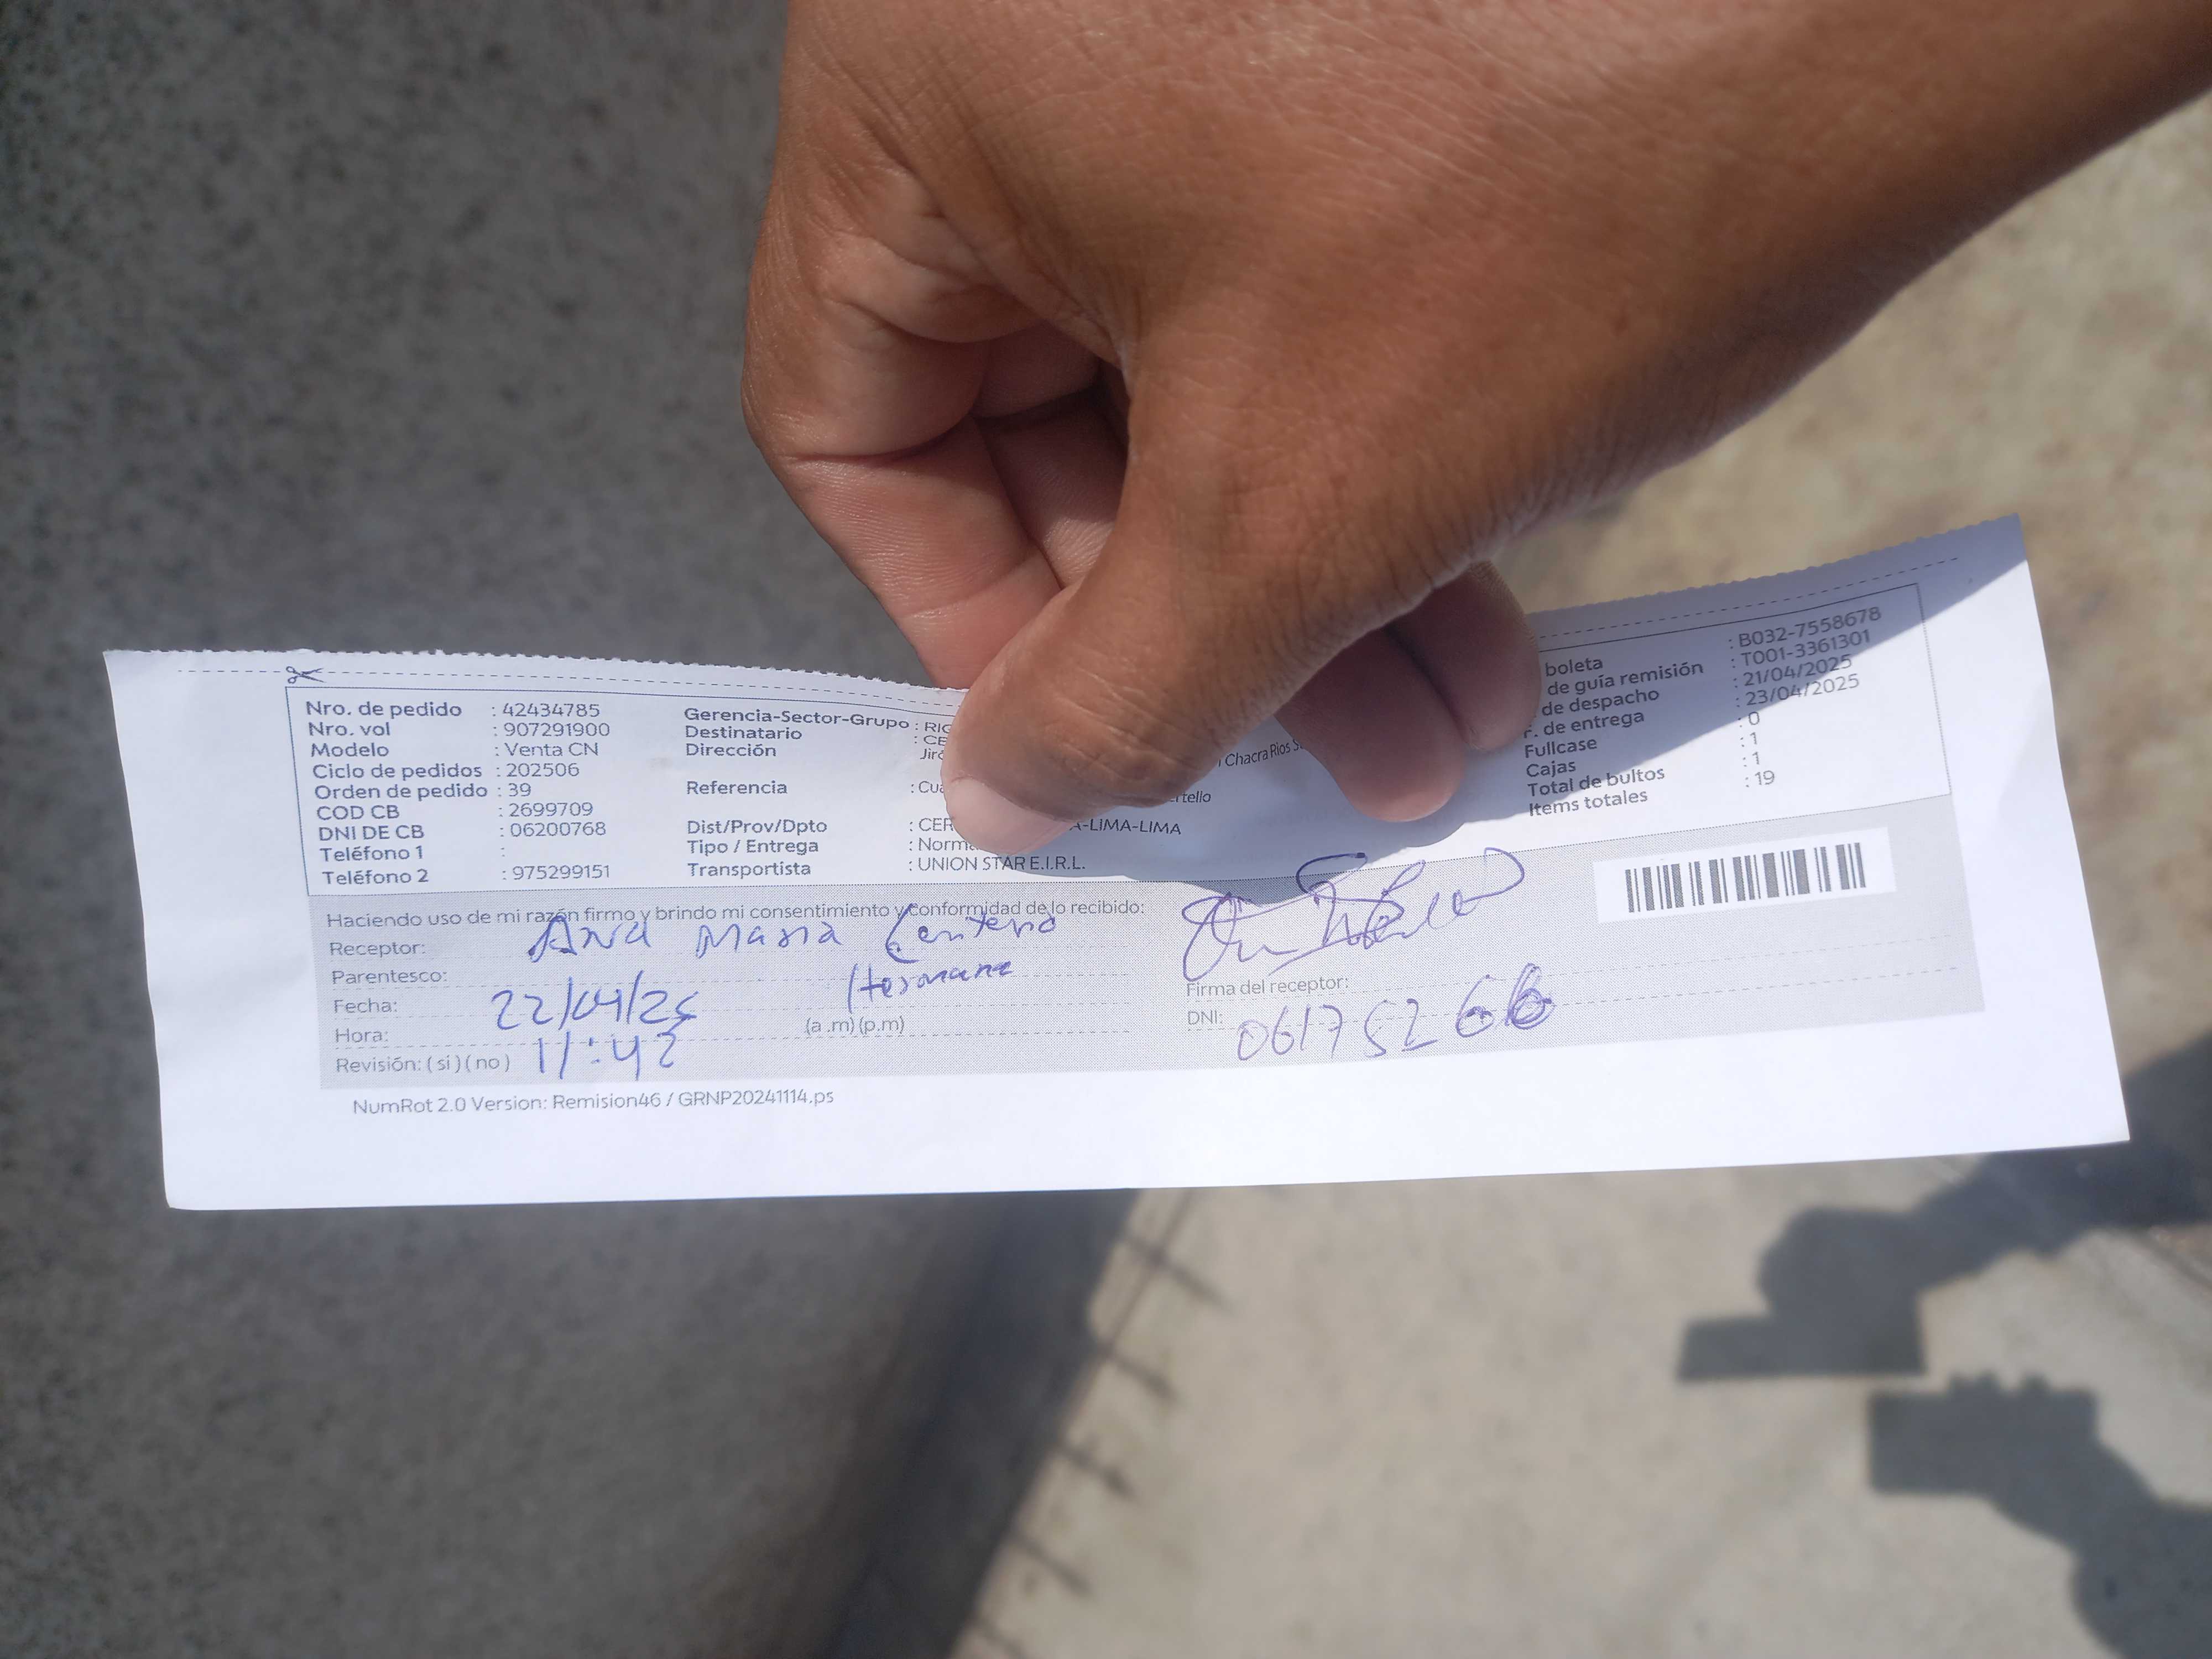 Nro. de pedido : 42434785
Nro. vol : 907291900
Modelo : Venta CN
Ciclo de pedidos : 202506
Orden de pedido : 39
COD CB : 2699709
DNI DE CB : 06200768
Teléfono 1 :
Teléfono 2 : 975299151
Gerencia-Sector-Grupo :
Destinatario :
Dirección
Referencia :
Dist/Prov/Dpto : -LIMA-LIMA
Tipo / Entrega :
Transportista : UNION STAR E.I.R.L.
Chacra Rios
boleta : B032-7558678
de guía remisión : T001-3361301
de despacho : 21/04/2025
F. de entrega : 23/04/2025
Fullcase : 0
Cajas : 1
Total de bultos : 1
Items totales : 19
Haciendo uso de mi razón firmo y brindo mi consentimiento y conformidad de lo recibido:
Receptor: Ana Maria Centeno
Parentesco: Hermana
Fecha: 22/04/25
Hora: 11:42 (a .m) (p.m)
Revisión: ( si ) ( no )
Firma del receptor:
DNI: 06175266
NumRot 2.0 Version: Remision46 / GRNP20241114.ps